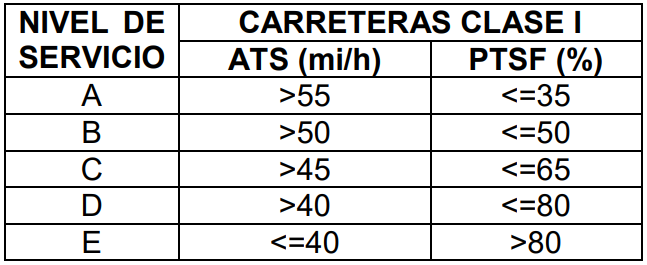 NIVEL DE SERVICIO CARRETERAS CLASE I
ATS (mi/h) PTSF (%)
A >55 <=35
B >50 <=50
C >45 <=65
D >40 <=80
E <=40 >80